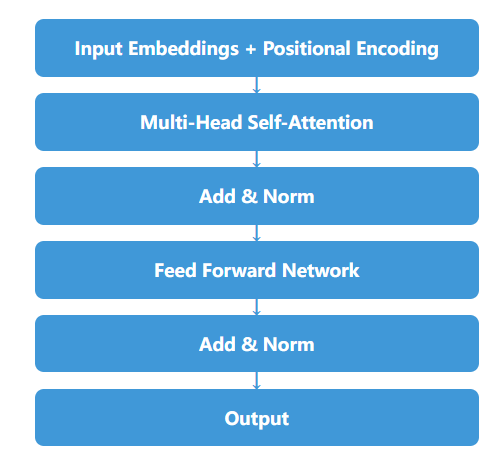 Input Embeddings + Positional Encoding
Multi-Head Self-Attention
Add & Norm
Feed Forward Network
Add & Norm
Output